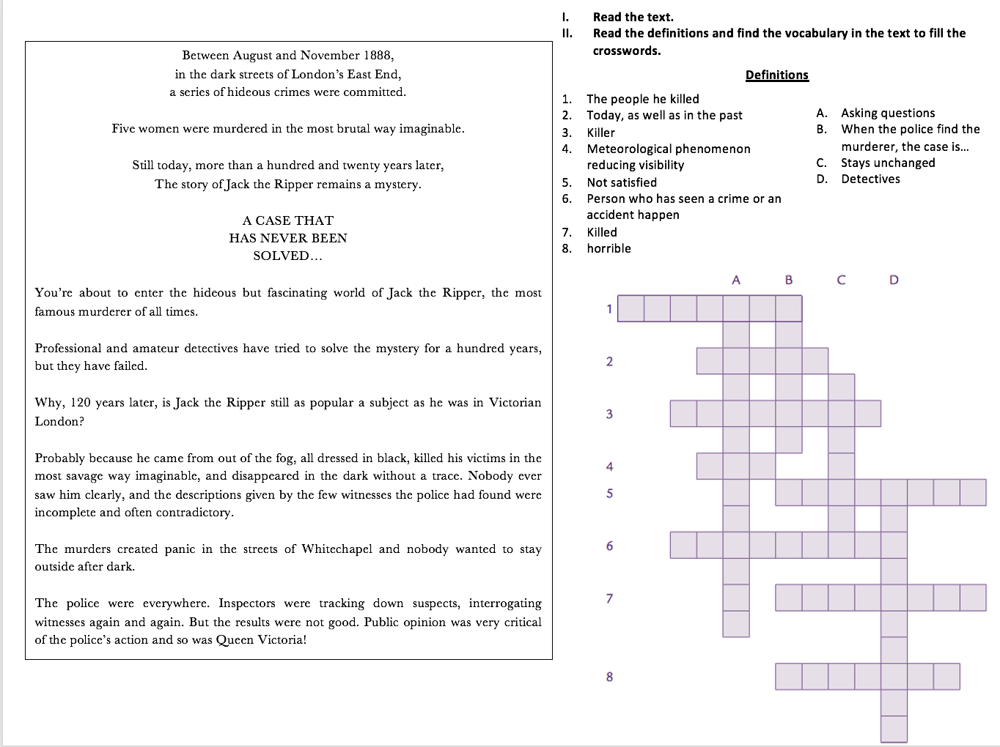 I. Read the text.
II. Read the definitions and find the vocabulary in the text to fill the
crosswords.
Between August and November 1888,
in the dark streets of London’s East End,
a series of hideous crimes were committed.
Five women were murdered in the most brutal way imaginable.
Still today, more than a hundred and twenty years later,
The story of Jack the Ripper remains a mystery.
A CASE THAT
HAS NEVER BEEN
SOLVED…
You’re about to enter the hideous but fascinating world of Jack the Ripper, the most
famous murderer of all times.
Professional and amateur detectives have tried to solve the mystery for a hundred years,
but they have failed.
Why, 120 years later, is Jack the Ripper still as popular a subject as he was in Victorian
London?
Probably because he came from out of the fog, all dressed in black, killed his victims in the
most savage way imaginable, and disappeared in the dark without a trace. Nobody ever
saw him clearly, and the descriptions given by the few witnesses the police had found were
incomplete and often contradictory.
The murders created panic in the streets of Whitechapel and nobody wanted to stay
outside after dark.
The police were everywhere. Inspectors were tracking down suspects, interrogating
witnesses again and again. But the results were not good. Public opinion was very critical
of the police’s action and so was Queen Victoria!
Definitions
1. The people he killed
2. Today, as well as in the past
3. Killer
4. Meteorological phenomenon
reducing visibility
5. Not satisfied
6. Person who has seen a crime or an
accident happen
7. Killed
8. horrible
A. Asking questions
B. When the police find the
murderer, the case is…
C. Stays unchanged
D. Detectives
A B C D
1
2
3
4
5
6
7
8